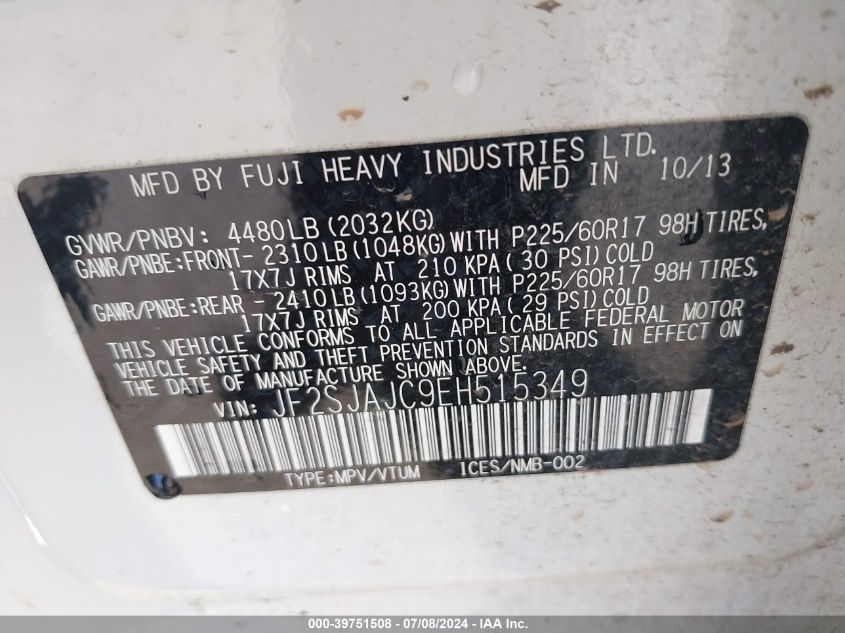 MFD BY FUJI HEAVY INDUSTRIES LTD.
MFD IN 10/13
GVWR/PNBV: 4480LB (2032KG)
GAWR/PNBE:FRONT- 2310LB(1048KG)WITH P225/60R17 98H TIRES,
17X7J RIMS AT 210 KPA(30 PSI)COLD
GAWR/PNBE:REAR - 2410LB(1093KG)WITH P225/60R17 98H TIRES,
17X7J RIMS AT 200 KPA(29 PSI)COLD
THIS VEHICLE CONFORMS TO ALL APPLICABLE FEDERAL MOTOR
VEHICLE SAFETY AND THEFT PREVENTION STANDARDS IN EFFECT ON
THE DATE OF MANUFACTURE SHOWN ABOVE.
VIN: JF2SJAJC9EH515349
TYPE:MPV/VTUM ICES/NMB-002
000-39751508 - 07/08/2024 - IAA Inc.